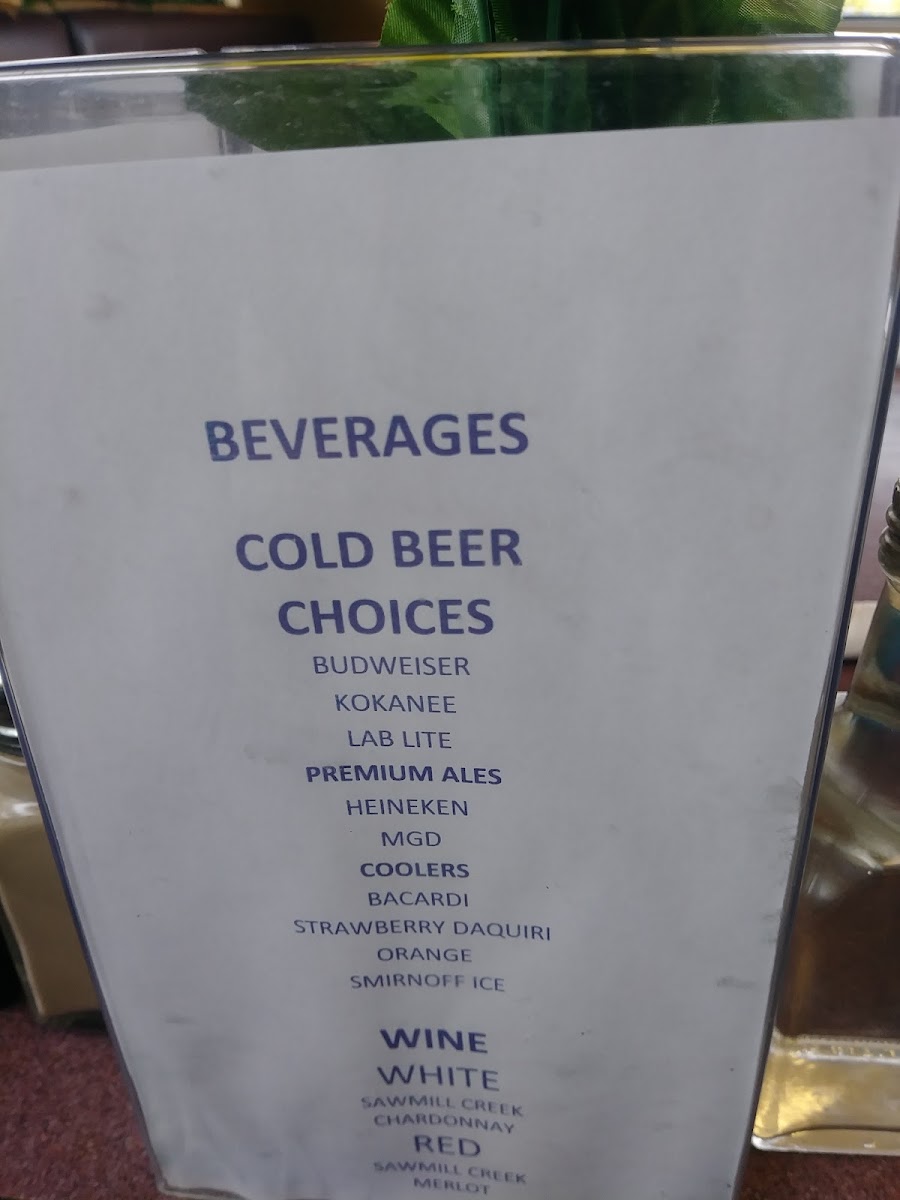 BEVERAGES
COLD BEER
CHOICES
BUDWEISER
KOKANEE
LAB LITE
PREMIUM ALES
HEINEKEN
MGD
COOLERS
BACARDI
STRAWBERRY DAQUIRI
ORANGE
SMIRNOFF ICE
WINE
WHITE
SAWMILL CREEK
CHARDONNAY
RED
SAWMILL CREEK
MERLOT